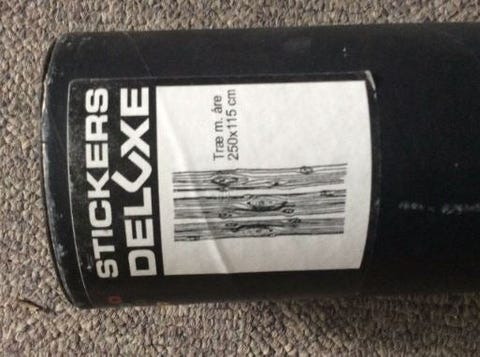 STICKERS
DELUXE
Træ m. åre
250x115 cm